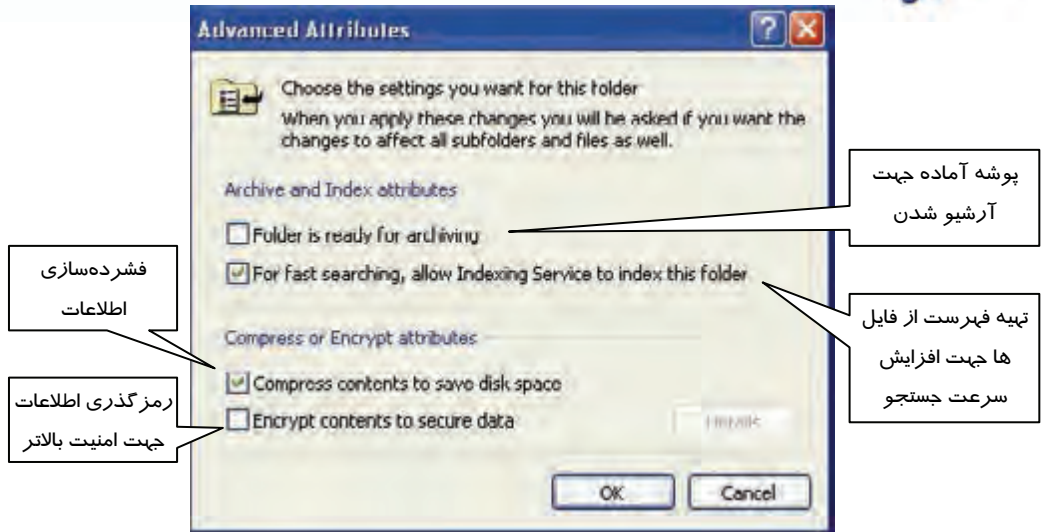 Advanced Attributes
Choose the settings you want for this folder
When you apply these changes you will be asked if you want the
changes to affect all subfolders and files as well.
Archive and Index attributes
Folder is ready for archiving
For fast searching, allow Indexing Service to index this folder
Compress or Encrypt attributes
Compress contents to save disk space
Encrypt contents to secure data
Details
OK
Cancel
پوشه آماده جهت
آرشیو شدن
تهیه فهرست از فایل
ها جهت افزایش
سرعت جستجو
فشرده‌سازی
اطلاعات
رمز گذری اطلاعات
جهت امنیت بالاتر